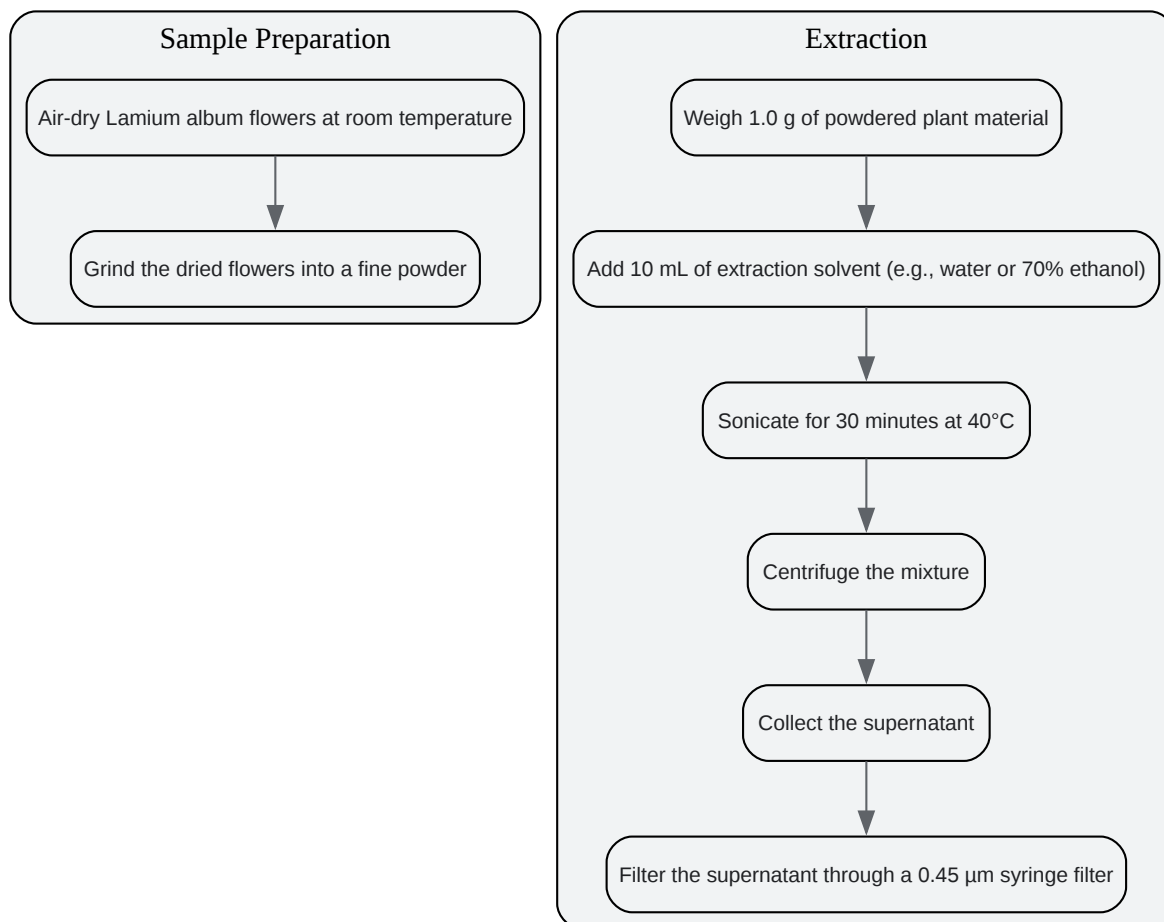 Sample Preparation
Air-dry Lamium album flowers at room temperature
Grind the dried flowers into a fine powder
Extraction
Weigh 1.0 g of powdered plant material
Add 10 mL of extraction solvent (e.g., water or 70% ethanol)
Sonicate for 30 minutes at 40°C
Centrifuge the mixture
Collect the supernatant
Filter the supernatant through a 0.45 µm syringe filter